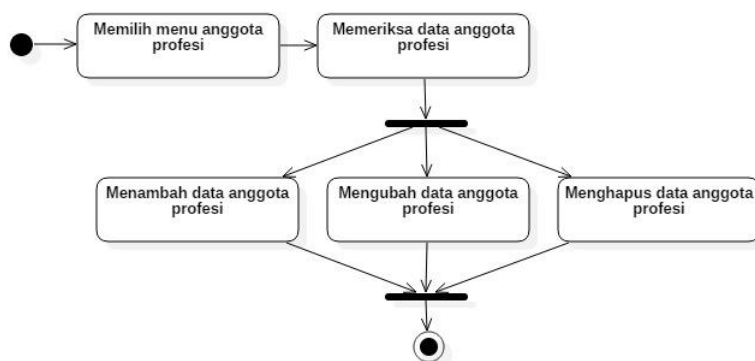 Memilih menu anggota
profesi
Memeriksa data anggota
profesi
Menambah data anggota
profesi
Mengubah data anggota
profesi
Menghapus data anggota
profesi